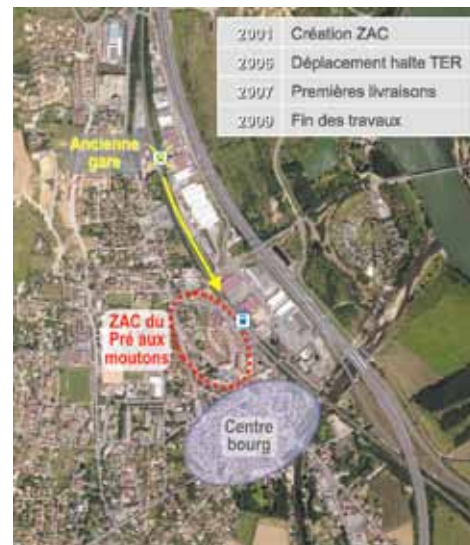 2001 Création ZAC
2006 Déplacement halte TER
2007 Premières livraisons
2009 Fin des travaux
Ancienne
gare
ZAC du
Pré aux
moutons
Centre
bourg